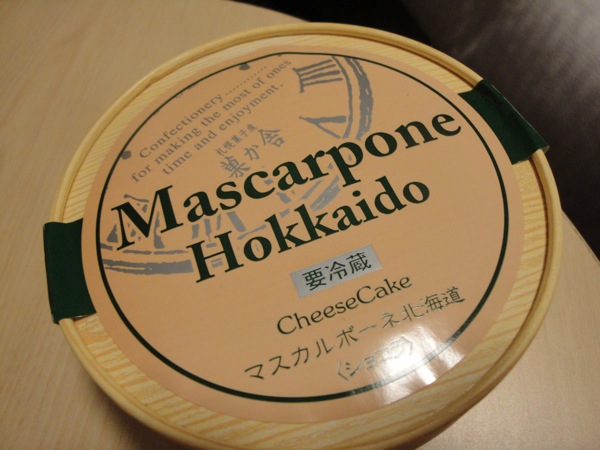 Confectionery............
for making the most of ones
time and enjoyment.
札幌菓子處
菓か舎
Mascarpone
Hokkaido
要冷蔵
CheeseCake
マスカルポーネ北海道